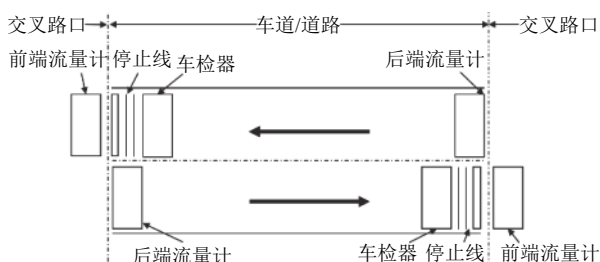 交叉路口 车道/道路 交叉路口
前端流量计 停止线 车检器 后端流量计
后端流量计 车检器 停止线 前端流量计